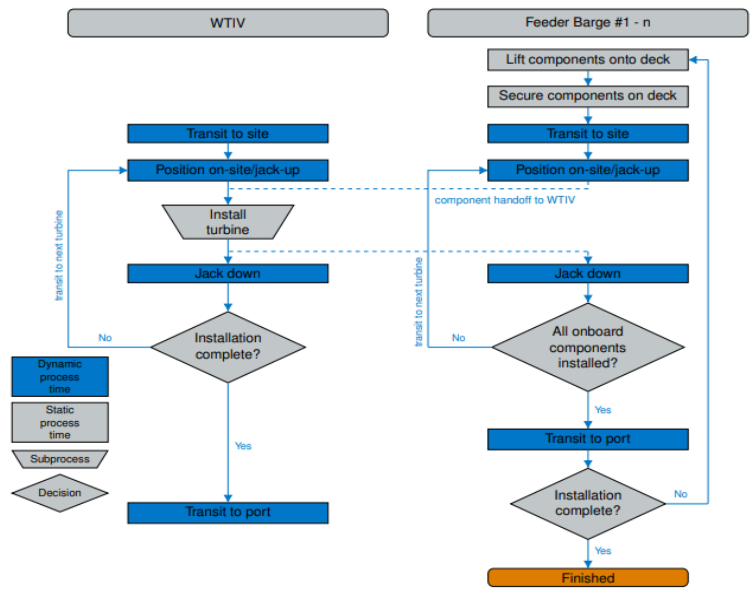 WTIV
Feeder Barge #1 - n
Lift components onto deck
Secure components on deck
Transit to site
Transit to site
Position on-site/jack-up
Position on-site/jack-up
component handoff to WTIV
Install
turbine
transit to next turbine
transit to next turbine
Jack down
Jack down
Installation
complete?
No
All onboard
components
installed?
No
Dynamic
process
time
Static
process
time
Subprocess
Decision
Yes
Yes
Transit to port
Transit to port
Installation
complete?
No
Yes
Finished